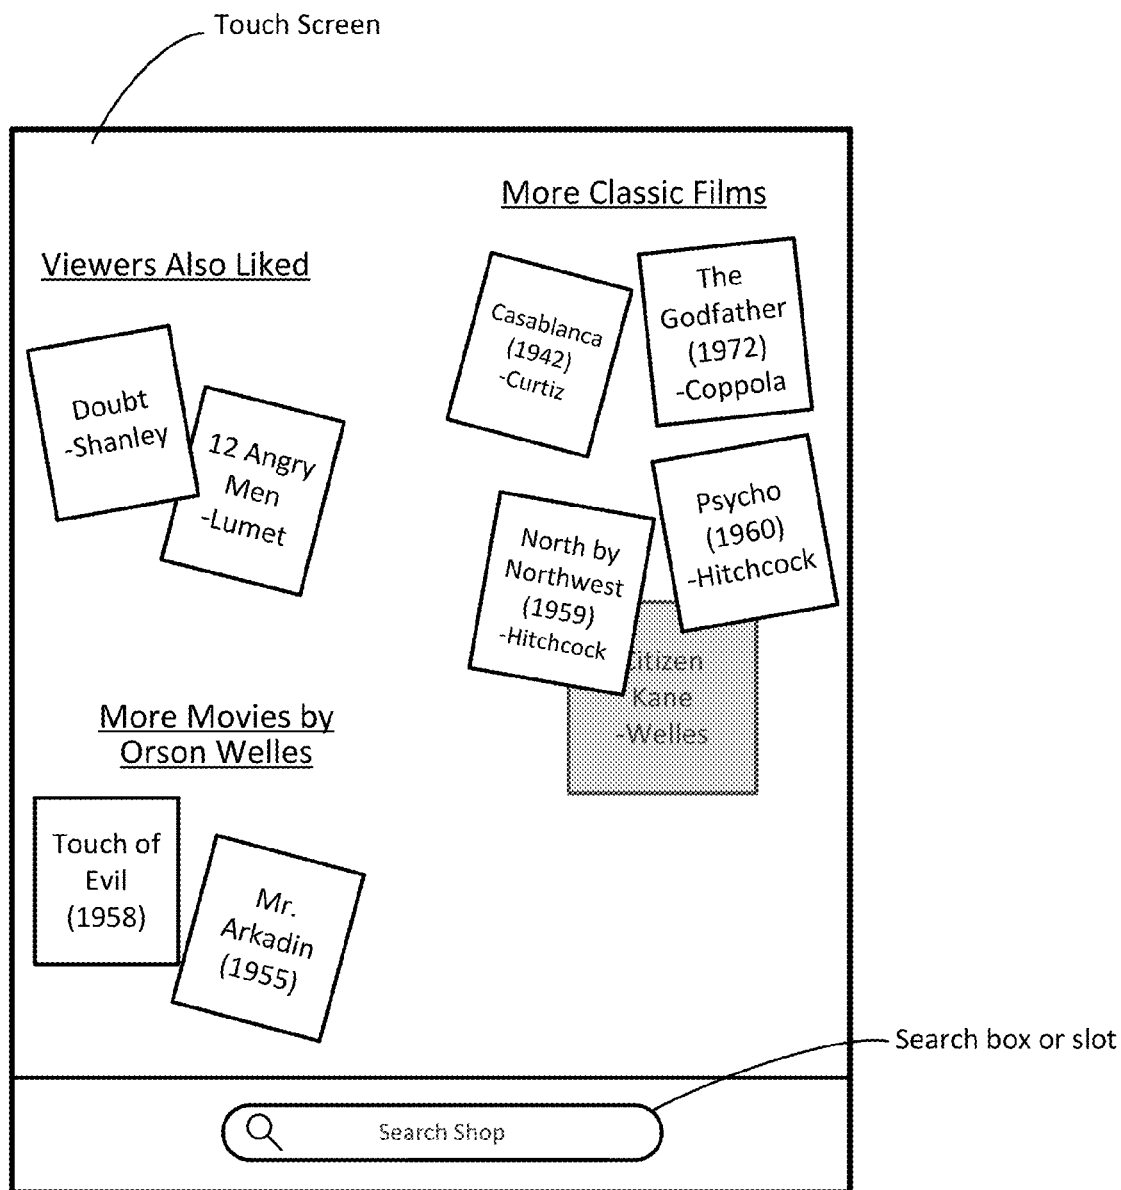 Touch Screen
More Classic Films
Viewers Also Liked
Casablanca
(1942)
-Curtiz
The
Godfather
(1972)
-Coppola
Doubt
-Shanley
12 Angry
Men
-Lumet
North by
Northwest
(1959)
-Hitchcock
Psycho
(1960)
-Hitchcock
itizen
Kane
-Welles
More Movies by
Orson Welles
Touch of
Evil
(1958)
Mr.
Arkadin
(1955)
Search box or slot
Search Shop